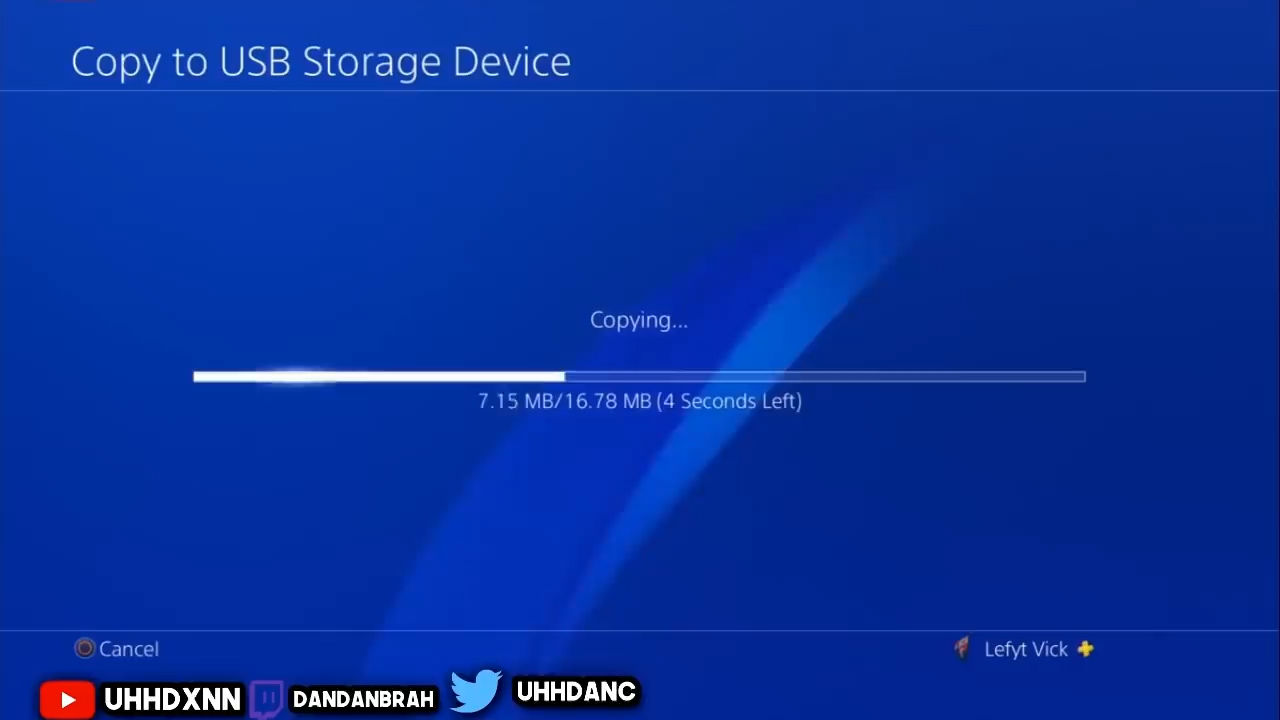 Copy to USB Storage Device
Copying...
7.15 MB/16.78 MB (4 Seconds Left)
Cancel
Lefyt Vick
UHHDXNN
DANDANBRAH
UHHDANC